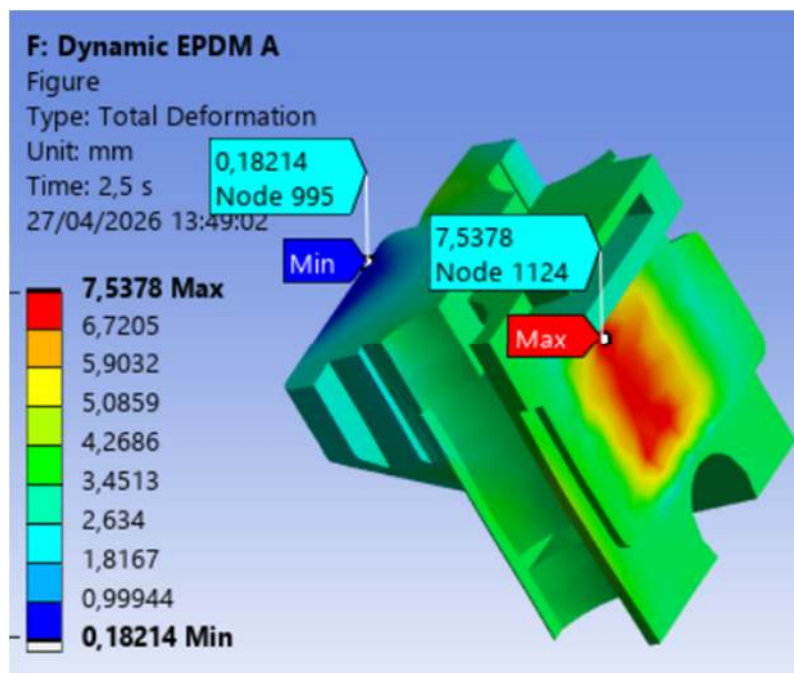 F: Dynamic EPDM A
Figure
Type: Total Deformation
Unit: mm
Time: 2,5 s
27/04/2026 13:49:02
0,18214
Node 995
Min
7,5378
Node 1124
Max
7,5378 Max
6,7205
5,9032
5,0859
4,2686
3,4513
2,634
1,8167
0,99944
0,18214 Min